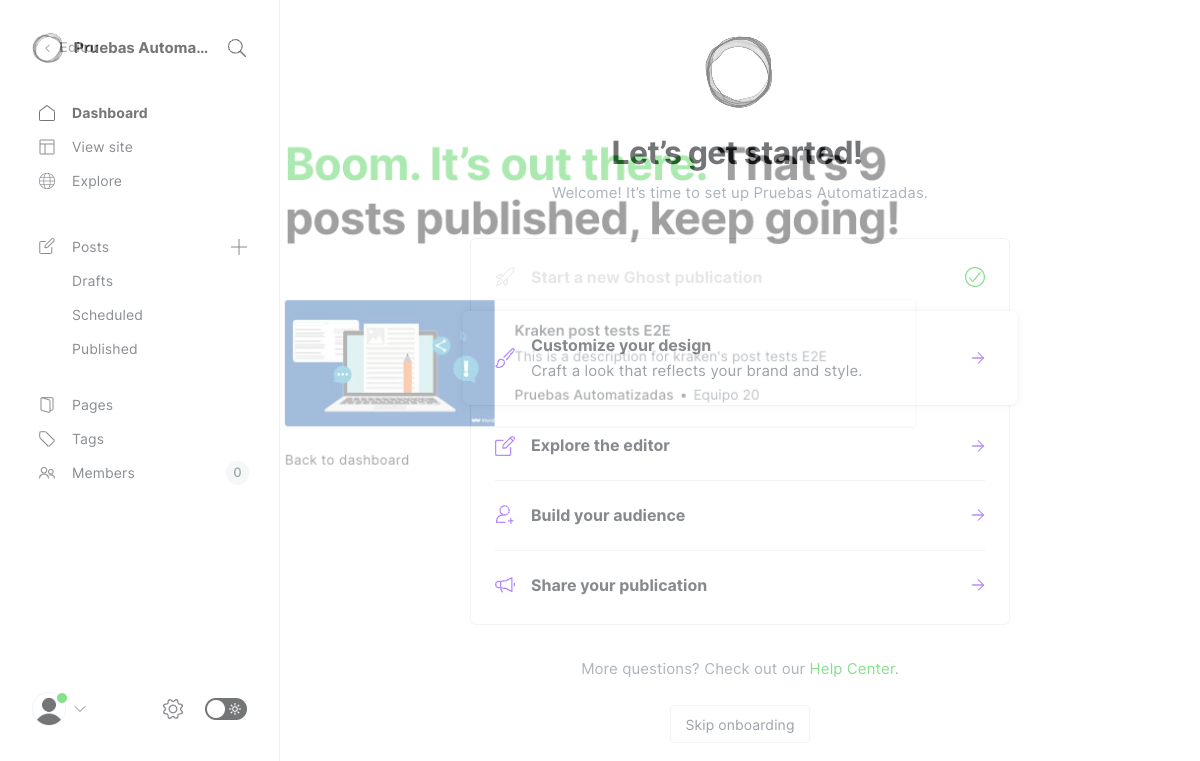 Editor
Pruebas Automa...
Dashboard
View site
Explore
Posts
Drafts
Scheduled
Published
Pages
Tags
Members
0
Let's get started!
Welcome! It's time to set up Pruebas Automatizadas.
Boom. It's out there. That's 9
posts published, keep going!
Start a new Ghost publication
Customize your design
Craft a look that reflects your brand and style.
Kraken post tests E2E
This is a description for kraken's post tests E2E
Pruebas Automatizadas • Equipo 20
Back to dashboard
Explore the editor
Build your audience
Share your publication
More questions? Check out our Help Center.
Skip onboarding